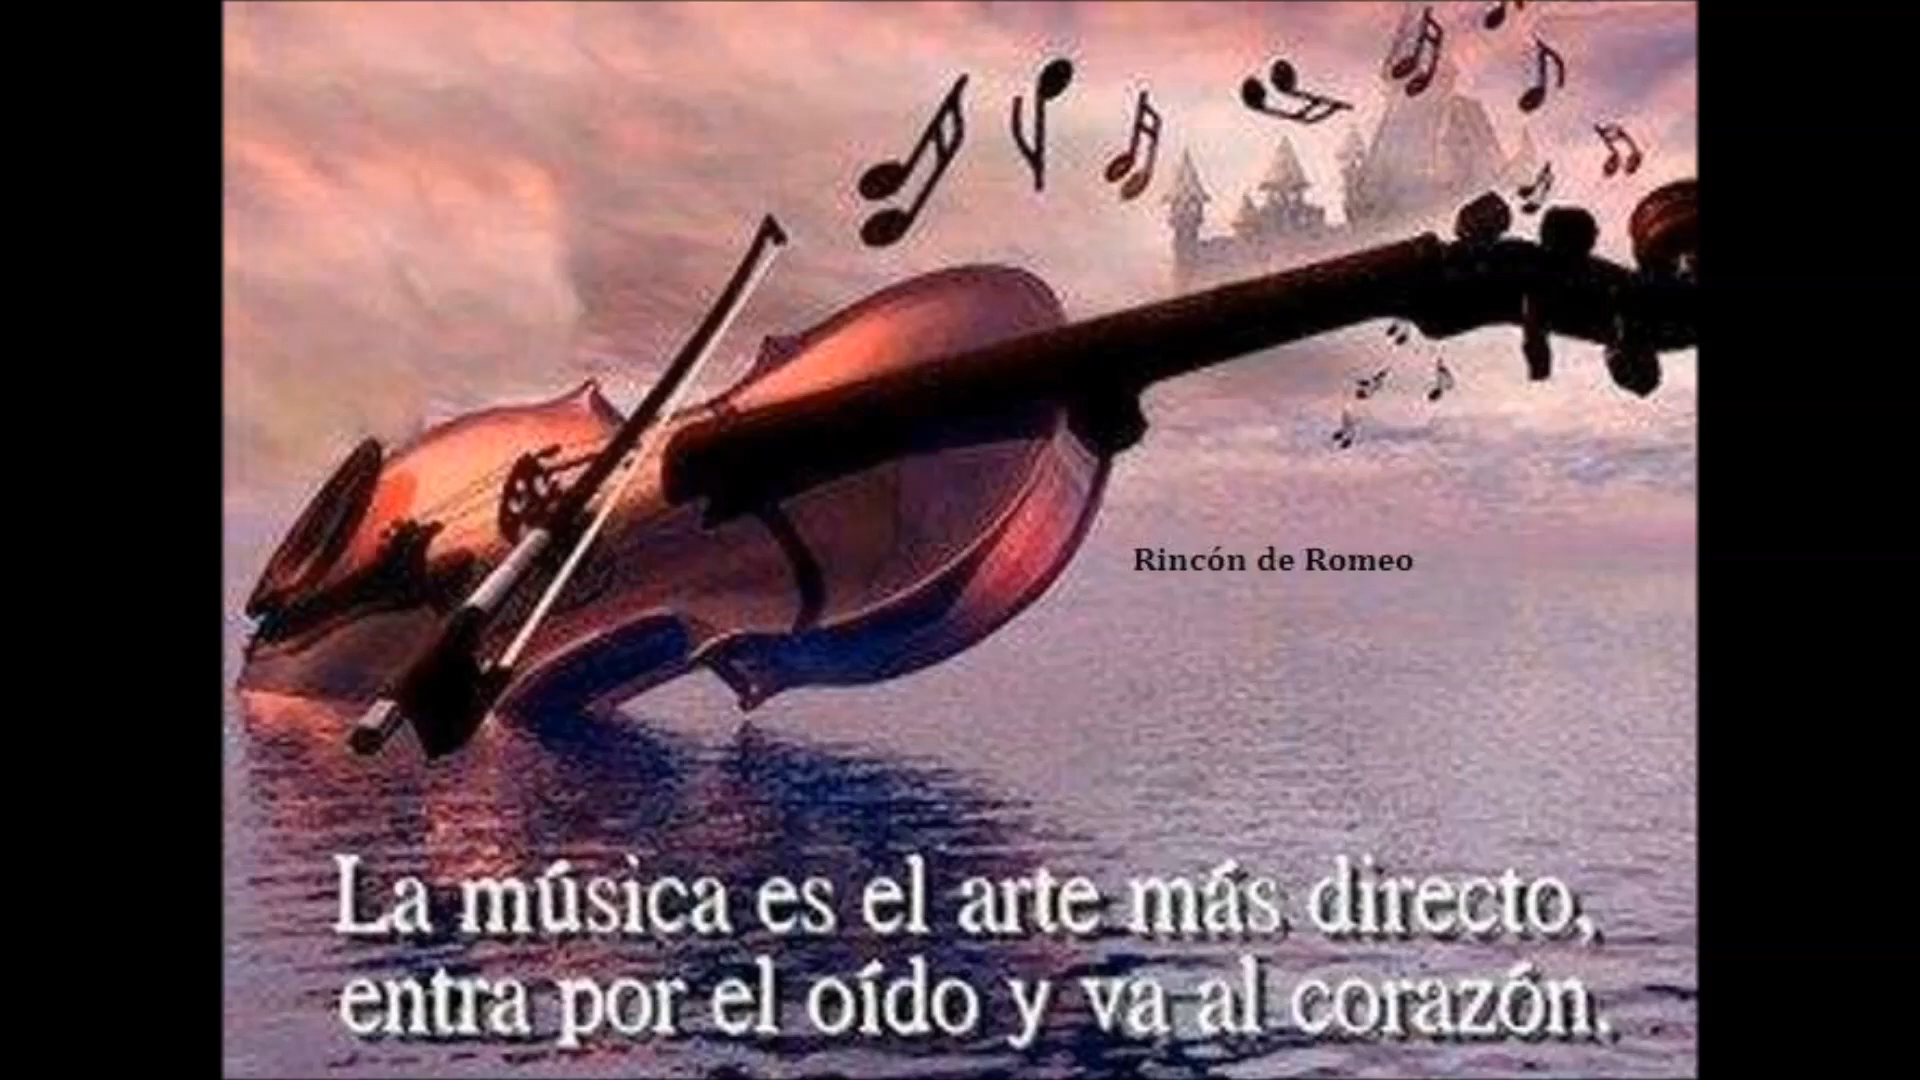 Rincón de Romeo
La música es el arte más directo,
entra por el oído y va al corazón.